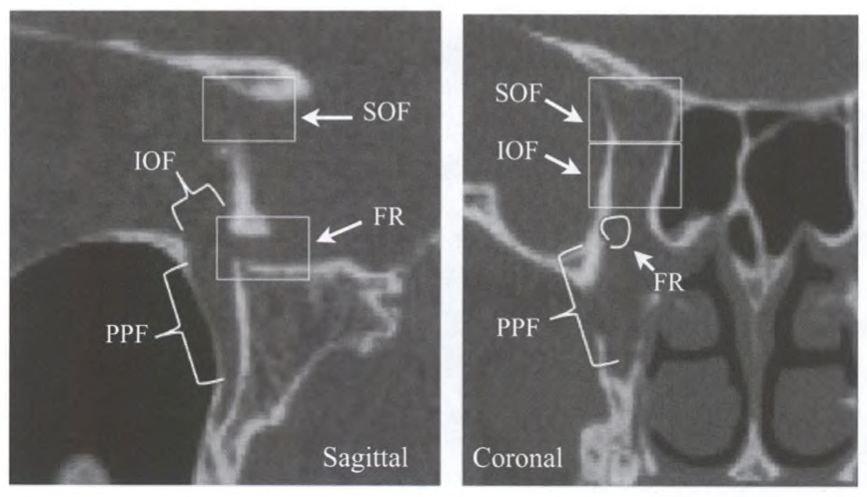 SOF
IOF
FR
PPF
Sagittal
SOF
IOF
FR
PPF
Coronal